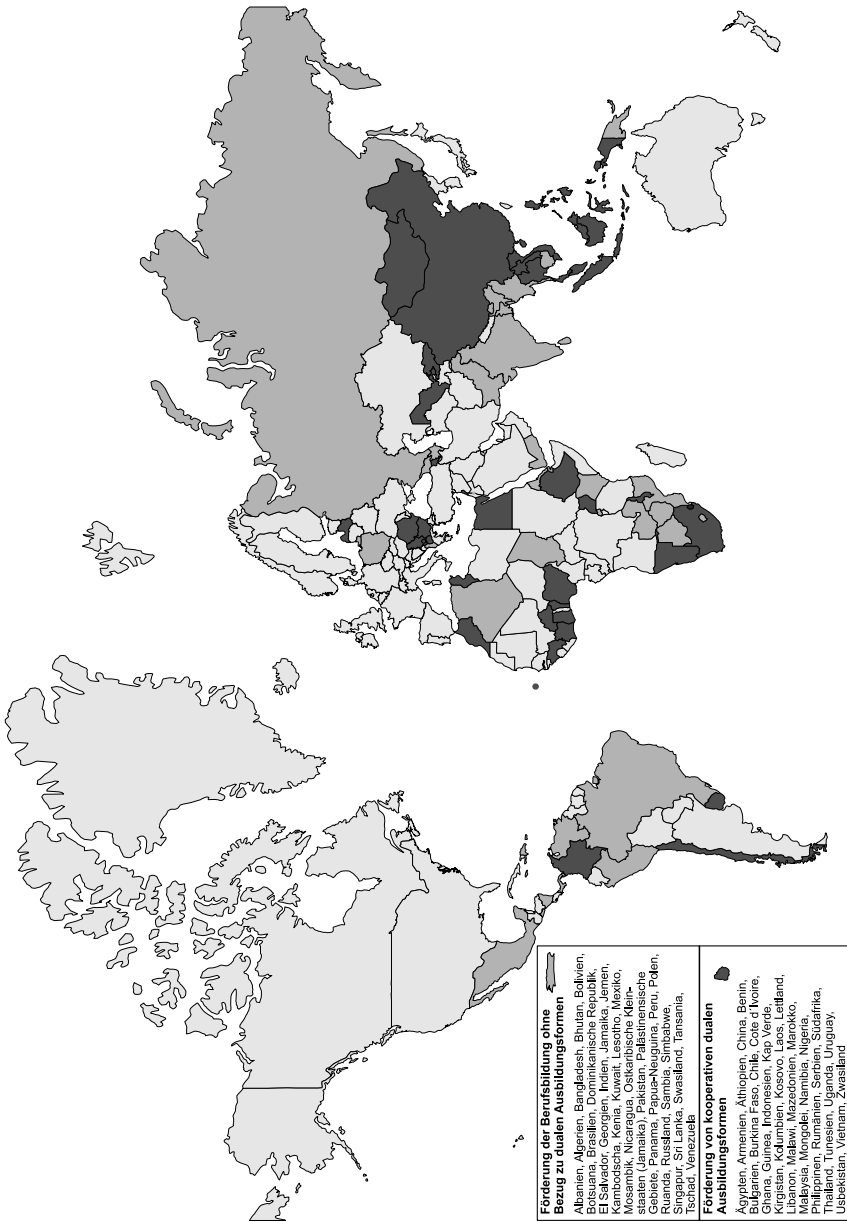 Förderung der Berufsbildung ohne
Bezug zu dualen Ausbildungsformen
Albanien, Algerien, Bangladesh, Bhutan, Bolivien,
Botsuana, Brasilien, Dominikanische Republik,
El Salvador, Georgien, Indien, Jamaika, Jemen,
Kambodscha, Kenia, Kuwait, Lesotho, Mexiko,
Mosambik, Nicaragua, Ostkaribische Klein-
staaten (Jamaika), Pakistan, Palästinensische
Gebiete, Panama, Papua-Neuguina, Peru, Polen,
Ruanda, Russland, Sambia, Simbabwe,
Singapur, Sri Lanka, Swasiland, Tansania,
Tschad, Venezuela
Förderung von kooperativen dualen
Ausbildungsformen
Ägypten, Armenien, Äthiopien, China, Benin,
Bulgarien, Burkina Faso, Chile, Cote d'Ivoire,
Ghana, Guinea, Indonesien, Kap Verde,
Kirgistan, Kolumbien, Kosovo, Laos, Lettland,
Libanon, Malawi, Mazedonien, Marokko,
Malaysia, Mongolei, Namibia, Nigeria,
Philippinen, Rumänien, Serbien, Südafrika,
Thailand, Tunesien, Uganda, Uruguay,
Usbekistan, Vietnam, Zwasiland